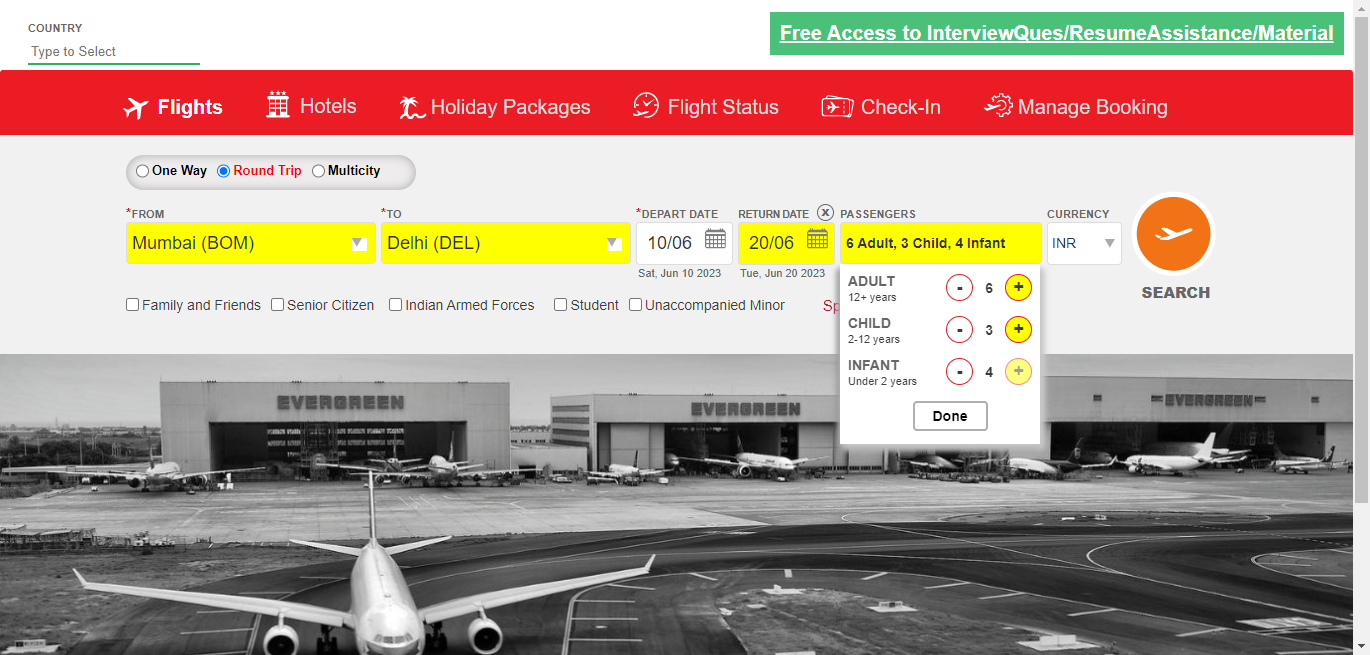 COUNTRY
Type to Select
Free Access to InterviewQues/ResumeAssistance/Material
Flights Hotels Holiday Packages Flight Status Check-In Manage Booking
One Way Round Trip Multicity
*FROM *TO *DEPART DATE RETURN DATE X PASSENGERS CURRENCY
Mumbai (BOM) Delhi (DEL) 10/06 20/06 6 Adult, 3 Child, 4 Infant INR
Sat, Jun 10 2023 Tue, Jun 20 2023
SEARCH
Family and Friends Senior Citizen Indian Armed Forces Student Unaccompanied Minor
ADULT - 6 +
12+ years
CHILD - 3 +
2-12 years
INFANT - 4 +
Under 2 years
Done
EVERGREEN EVERGREEN EVERGREEN